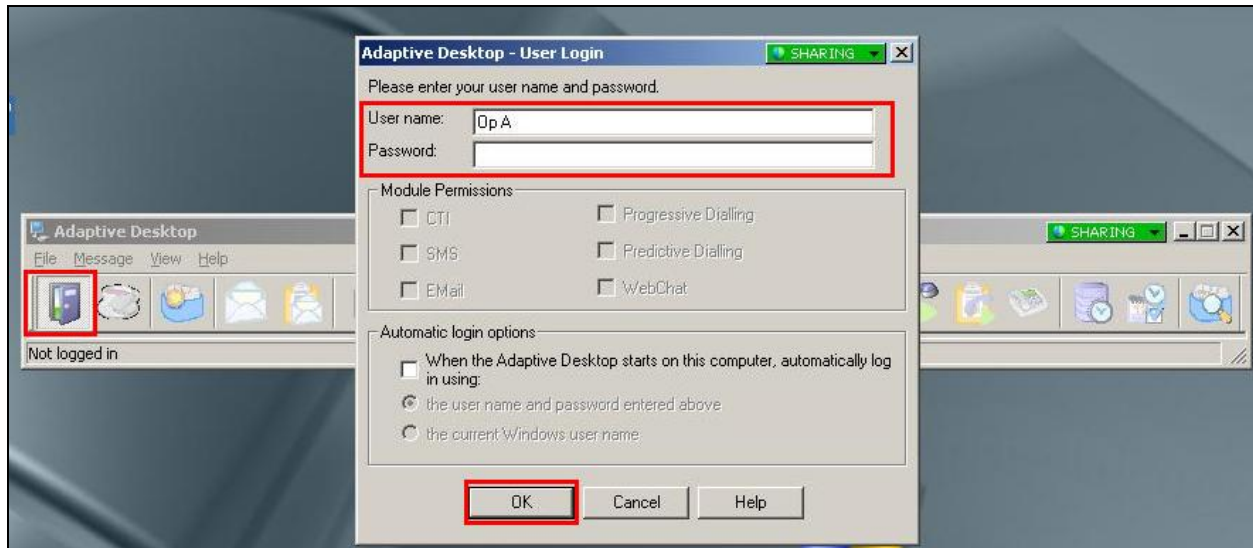 Adaptive Desktop - User Login
SHARING
Please enter your user name and password.
User name:
Op A
Password:
Module Permissions
CTI
Progressive Dialling
SMS
Predictive Dialling
EMail
WebChat
Automatic login options
When the Adaptive Desktop starts on this computer, automatically log
in using:
the user name and password entered above
the current Windows user name
OK
Cancel
Help
Adaptive Desktop
SHARING
File Message View Help
Not logged in